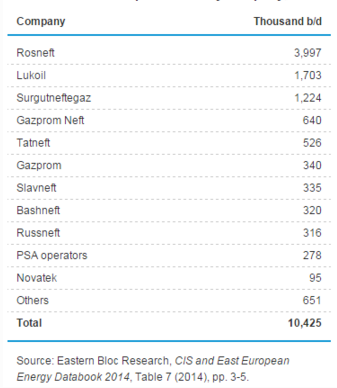 Company Thousand b/d
Rosneft 3,997
Lukoil 1,703
Surgutneftegaz 1,224
Gazprom Neft 640
Tatneft 526
Gazprom 340
Slavneft 335
Bashneft 320
Russneft 316
PSA operators 278
Novatek 95
Others 651
Total 10,425
Source: Eastern Bloc Research, CIS and East European
Energy Databook 2014, Table 7 (2014), pp. 3-5.